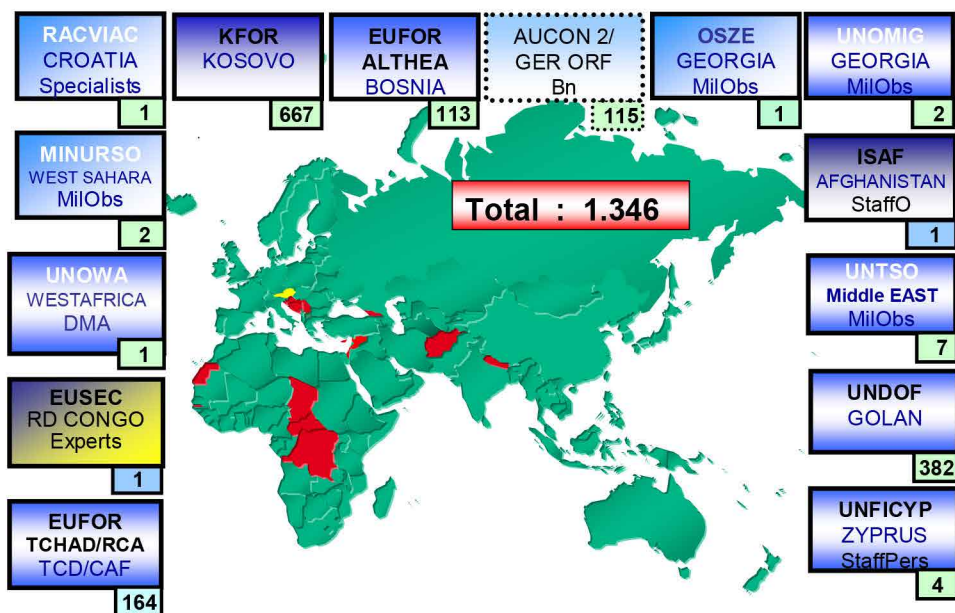 RACVIAC
CROATIA
Specialists
1
KFOR
KOSOVO
667
EUFOR
ALTHEA
BOSNIA
113
AUCON 2/
GER ORF
Bn
115
OSZE
GEORGIA
MilObs
1
UNOMIG
GEORGIA
MilObs
2
MINURSO
WEST SAHARA
MilObs
2
Total : 1.346
ISAF
AFGHANISTAN
StaffO
1
UNOWA
WESTAFRICA
DMA
1
UNTSO
Middle EAST
MilObs
7
EUSEC
RD CONGO
Experts
1
UNDOF
GOLAN
382
EUFOR
TCHAD/RCA
TCD/CAF
164
UNFICYP
ZYPRUS
StaffPers
4